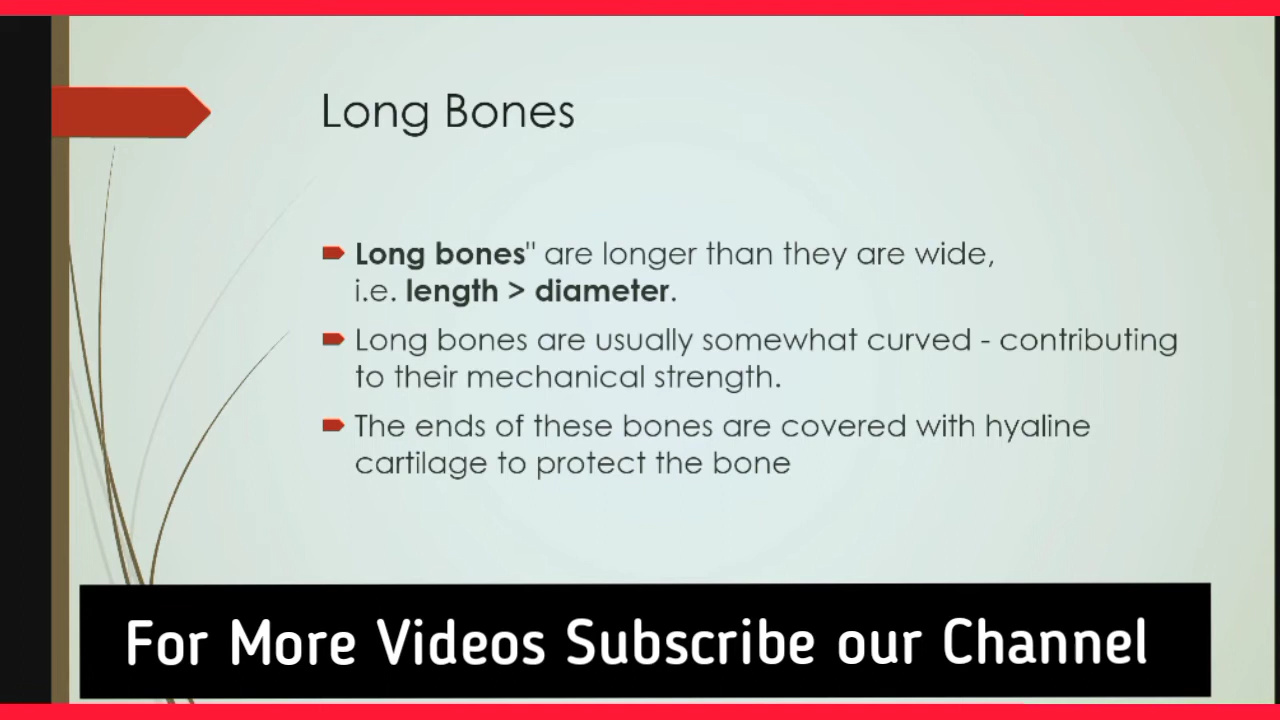 Long Bones
Long bones" are longer than they are wide,
i.e. length > diameter.
Long bones are usually somewhat curved - contributing
to their mechanical strength.
The ends of these bones are covered with hyaline
cartilage to protect the bone
For More Videos Subscribe our Channel